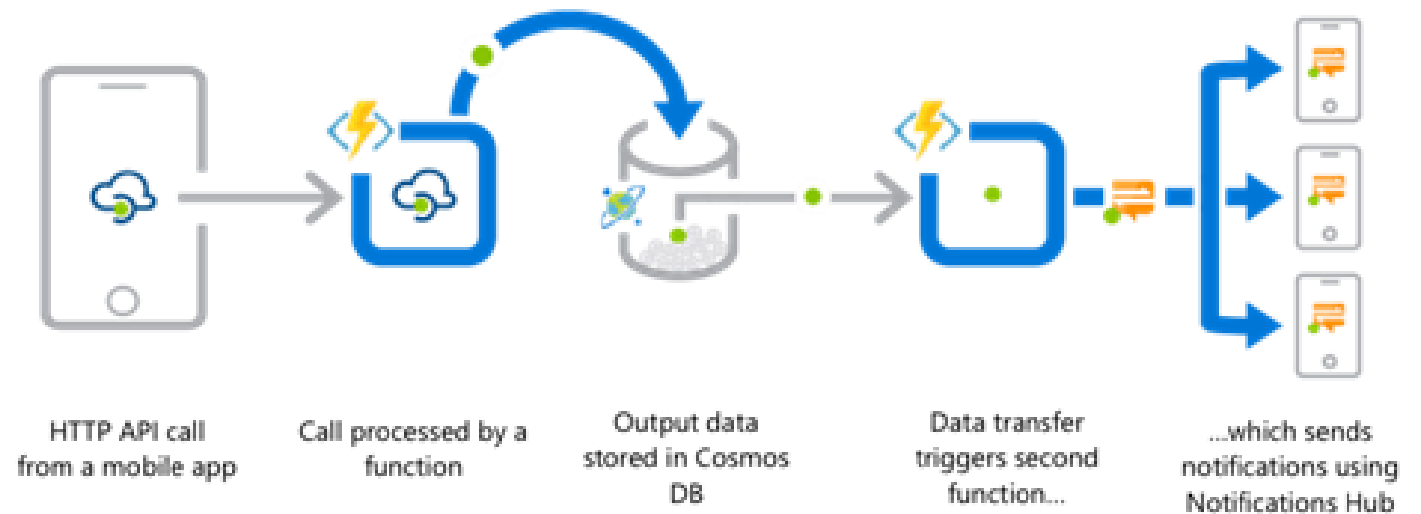 HTTP API call
from a mobile app
Call processed by a
function
Output data
stored in Cosmos
DB
Data transfer
triggers second
function...
...which sends
notifications using
Notifications Hub